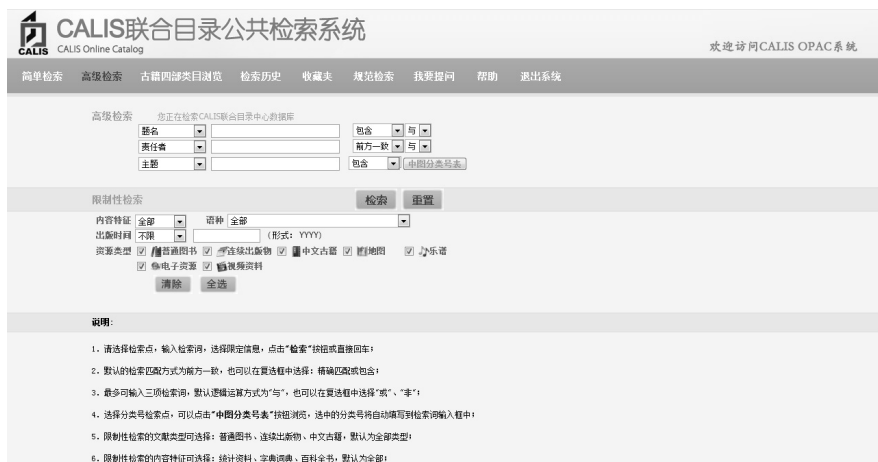 CALIS联合目录公共检索系统
CALIS
CALIS Online Catalog
欢迎访问CALIS OPAC系统
简单检索 高级检索 古籍四部类目浏览 检索历史 收藏夹 规范检索 我要提问 帮助 退出系统
高级检索 您正在检索CALIS联合目录中心数据库
题名 包含 与
责任者 前方一致 与
主题 包含 中图分类号表
限制性检索 检索 重置
内容特征 全部 语种 全部
出版时间 不限 (形式: YYYY)
资源类型 普通图书 连续出版物 中文古籍 地图 乐谱
电子资源 视频资料
清除 全选
说明:
1. 请选择检索点，输入检索词，选择限定信息，点击"检索"按钮或直接回车；
2. 默认的检索匹配方式为前方一致，也可以在复选框中选择：精确匹配或包含；
3. 最多可输入三项检索词，默认逻辑运算方式为"与"，也可以在复选框中选择"或"、"非"；
4. 选择分类号检索点，可以点击"中图分类号表"按钮浏览，选中的分类号将自动填写到检索词输入框中；
5. 限制性检索的文献类型可选择：普通图书、连续出版物、中文古籍，默认为全部类型；
6. 限制性检索的内容特征可选择：统计资料、字典词典、百科全书，默认为全部；